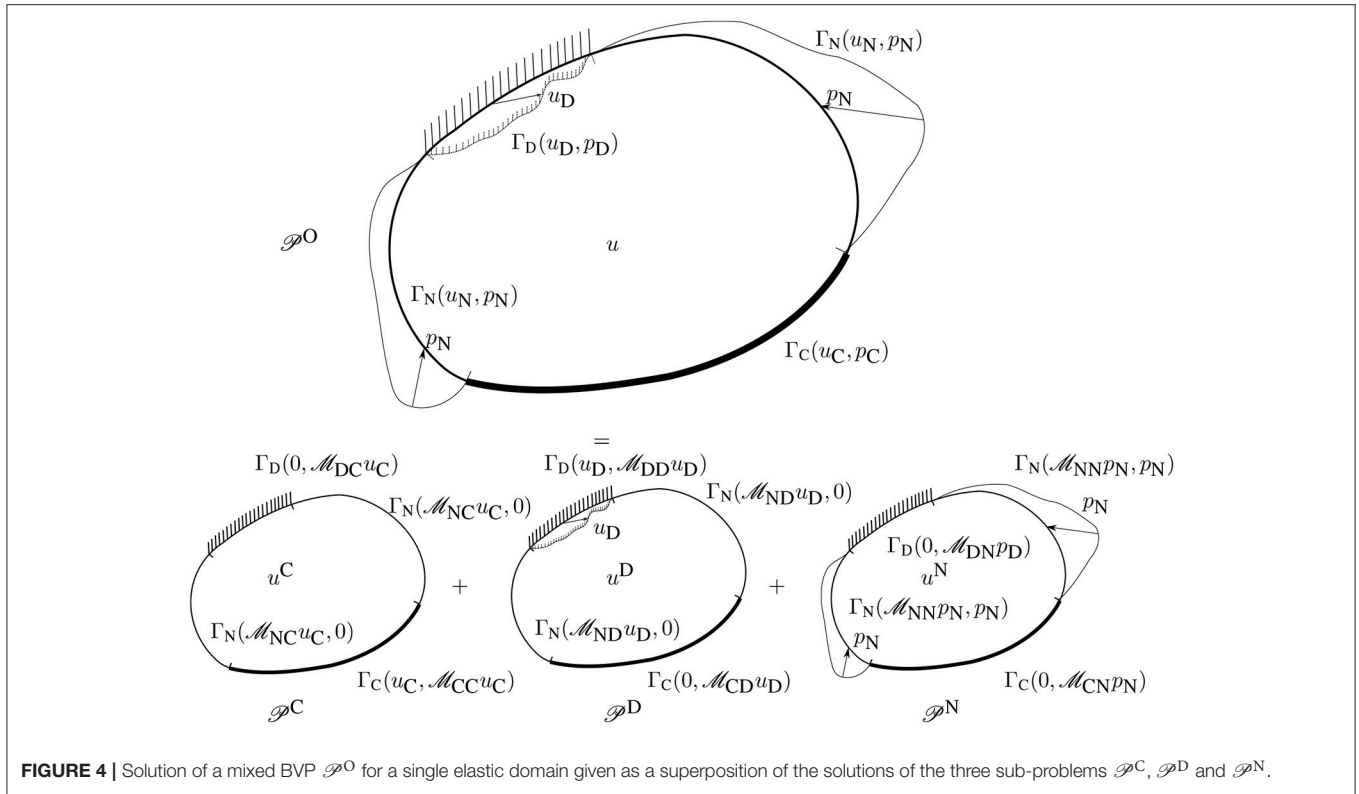 Γ_N(u_N, p_N)
p_N
u_D
Γ_D(u_D, p_D)
𝒫^O
u
Γ_N(u_N, p_N)
p_N
Γ_C(u_C, p_C)
=
Γ_D(0, ℳ_DC u_C)
Γ_D(u_D, ℳ_DD u_D)
Γ_N(ℳ_NN p_N, p_N)
Γ_N(ℳ_NC u_C, 0)
Γ_N(ℳ_ND u_D, 0)
p_N
u_D
Γ_D(0, ℳ_DN p_D)
u^C
+
u^D
+
u^N
Γ_N(ℳ_NC u_C, 0)
Γ_N(ℳ_ND u_D, 0)
Γ_N(ℳ_NN p_N, p_N)
p_N
Γ_C(u_C, ℳ_CC u_C)
Γ_C(0, ℳ_CD u_D)
Γ_C(0, ℳ_CN p_N)
𝒫^C
𝒫^D
𝒫^N
FIGURE 4 | Solution of a mixed BVP 𝒫^O for a single elastic domain given as a superposition of the solutions of the three sub-problems 𝒫^C, 𝒫^D and 𝒫^N.